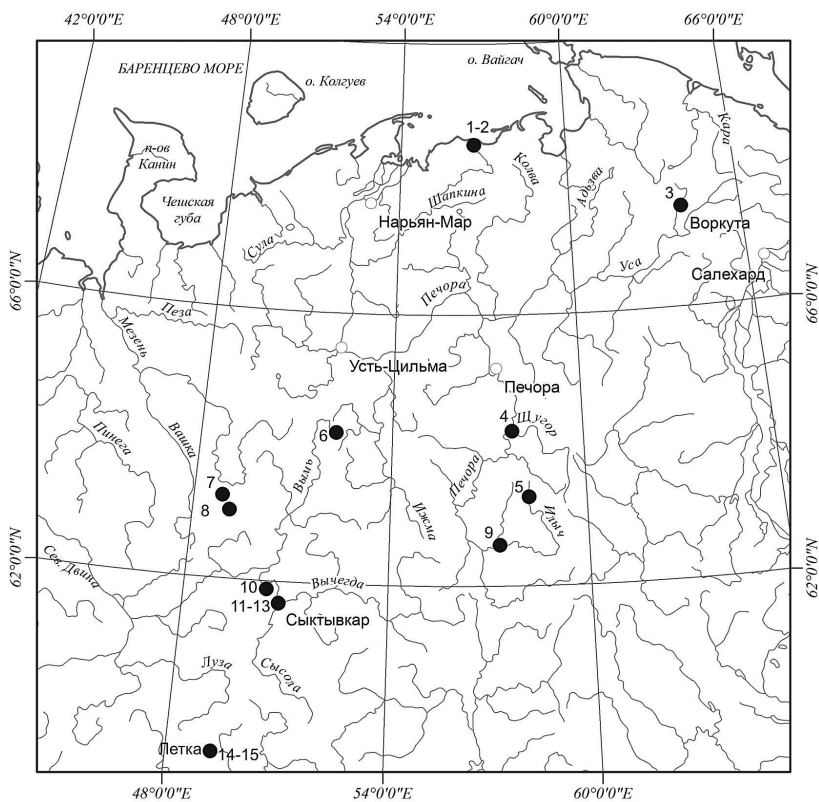 42°0'0"E 48°0'0"E 54°0'0"E 60°0'0"E 66°0'0"E
БАРЕНЦЕВО МОРЕ
о. Колгуев
о. Вайгач
1-2
Кара
п-ов
Канин
Чешская
губа
Колва
Шапкина
Адьзва
3
Нарьян-Мар
Воркута
Сула
Уса
Салехард
66°0'0"N
Печора
66°0'0"N
Пеза
Мезень
Усть-Цильма
Печора
4
Щугор
6
Пинега
Вашка
Вымь
Печора
7
5
8
Ижма
Илыч
9
62°0'0"N
Сев. Двина
10
Вычегда
62°0'0"N
11-13
Сыктывкар
Луза
Сысола
Летка
14-15
48°0'0"E 54°0'0"E 60°0'0"E